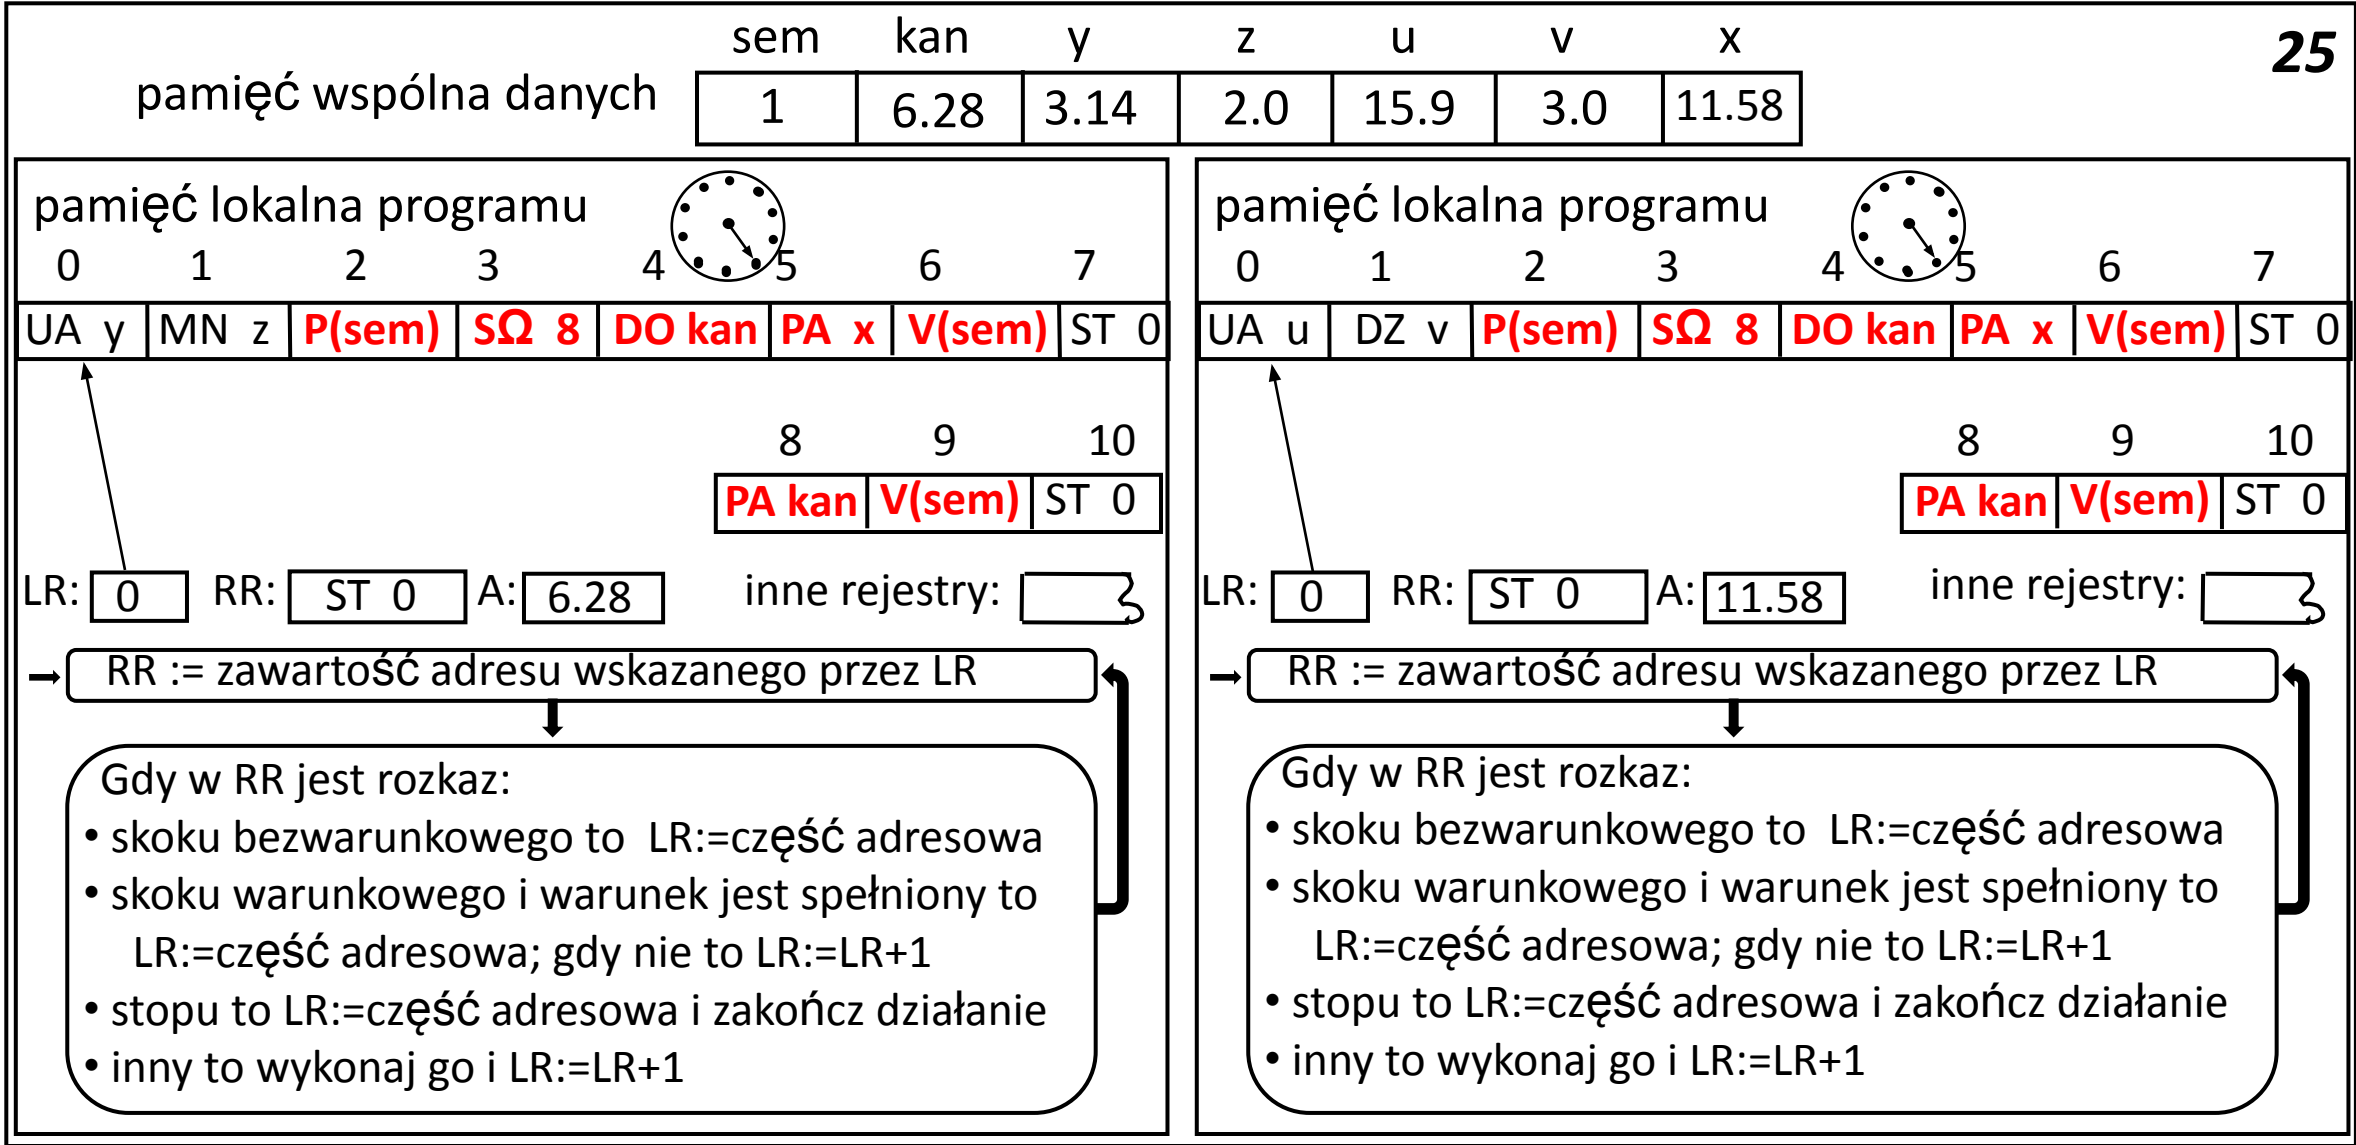 25
sem kan y z u v x
pamięć wspólna danych 1 6.28 3.14 2.0 15.9 3.0 11.58
pamięć lokalna programu
0 1 2 3 4 5 6 7
UA y MN z P(sem) SΩ 8 DO kan PA x V(sem) ST 0
8 9 10
PA kan V(sem) ST 0
LR: 0 RR: ST 0 A: 6.28 inne rejestry:
RR := zawartość adresu wskazanego przez LR
Gdy w RR jest rozkaz:
• skoku bezwarunkowego to LR:=część adresowa
• skoku warunkowego i warunek jest spełniony to
LR:=część adresowa; gdy nie to LR:=LR+1
• stopu to LR:=część adresowa i zakończ działanie
• inny to wykonaj go i LR:=LR+1
pamięć lokalna programu
0 1 2 3 4 5 6 7
UA u DZ v P(sem) SΩ 8 DO kan PA x V(sem) ST 0
8 9 10
PA kan V(sem) ST 0
LR: 0 RR: ST 0 A: 11.58 inne rejestry:
RR := zawartość adresu wskazanego przez LR
Gdy w RR jest rozkaz:
• skoku bezwarunkowego to LR:=część adresowa
• skoku warunkowego i warunek jest spełniony to
LR:=część adresowa; gdy nie to LR:=LR+1
• stopu to LR:=część adresowa i zakończ działanie
• inny to wykonaj go i LR:=LR+1